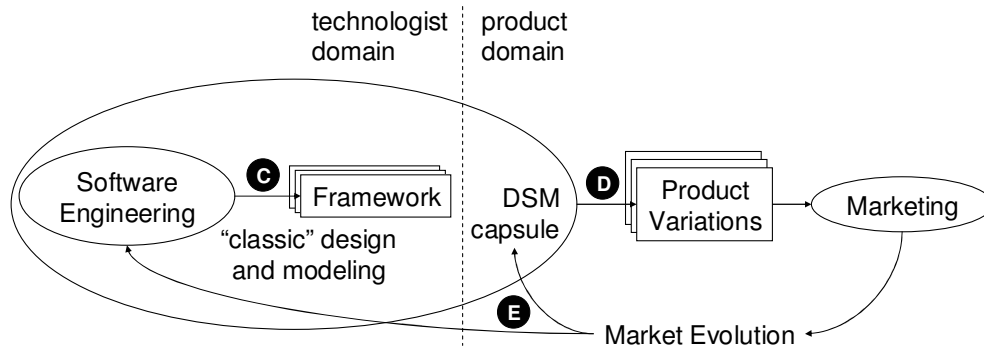 technologist
domain
product
domain
C
D
Software
Engineering
Framework
DSM
capsule
Product
Variations
Marketing
“classic” design
and modeling
E
Market Evolution